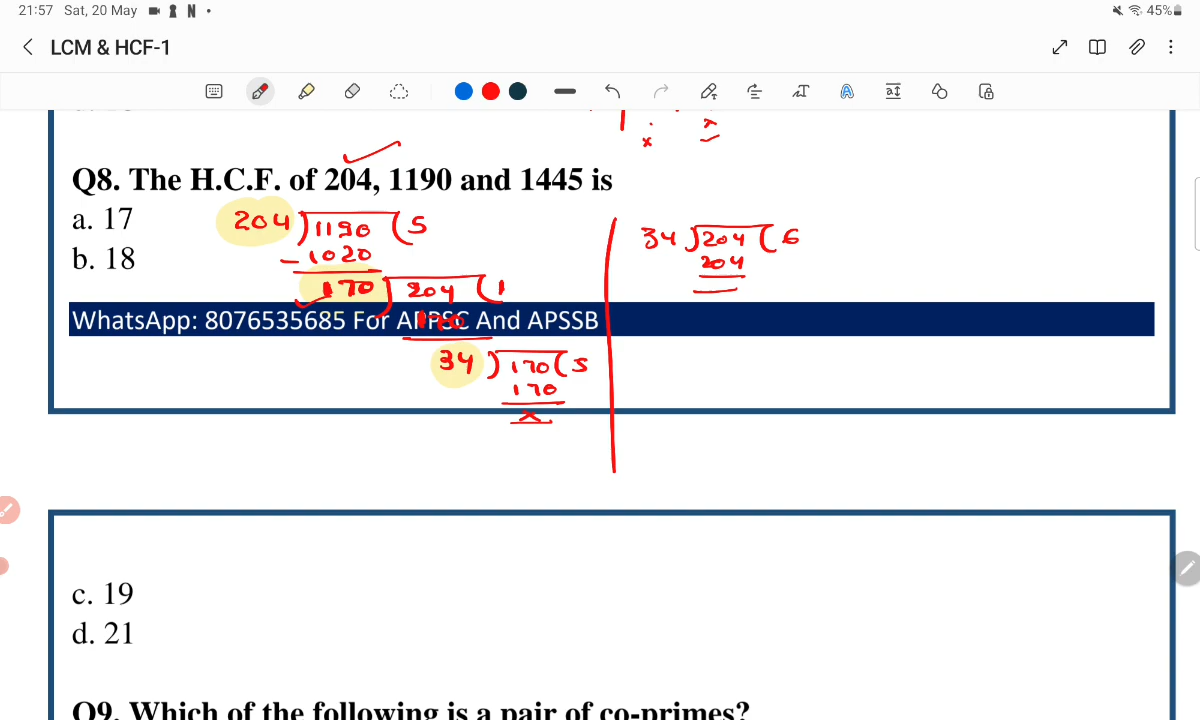 21:57 Sat, 20 May N • 45%
LCM & HCF-1
Q8. The H.C.F. of 204, 1190 and 1445 is
a. 17
b. 18
204 ) 1190 ( 5
- 1020
170 ) 204 ( 1
170
34 ) 170 ( 5
170
x
34 ) 204 ( 6
204
WhatsApp: 8076535685 For APPSC And APSSB
c. 19
d. 21
Q9. Which of the following is a pair of co-primes?